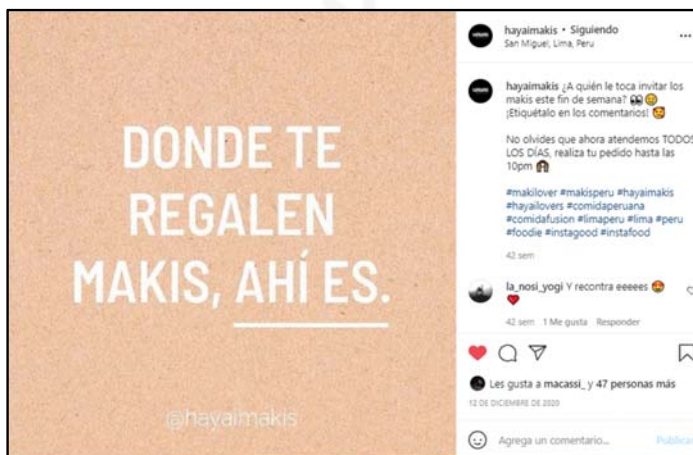 DONDE TE
REGALEN
MAKIS, AHÍ ES.
@hayaimakis
hayaimakis • Siguiendo
San Miguel, Lima, Peru
hayaimakis ¿A quién le toca invitar los
makis este fin de semana?
¡Etiquétalo en los comentarios!
No olvides que ahora atendemos TODOS
LOS DÍAS, realiza tu pedido hasta las
10pm
#makilover #makisperu #hayaimakis
#hayailovers #comidaperuana
#comidafusion #limaperu #lima #peru
#foodie #instagood #instafood
42 sem
la_nosi_yogi Y recontra eeeees
42 sem 1 Me gusta Responder
Les gusta a macassi_ y 47 personas más
12 DE DICIEMBRE DE 2020
Agrega un comentario... Publicar